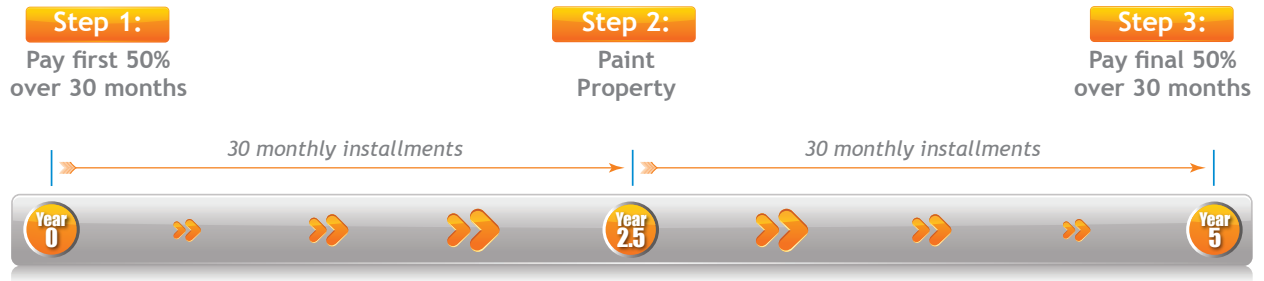 Step 1:
Pay first 50%
over 30 months
Step 2:
Paint
Property
Step 3:
Pay final 50%
over 30 months
30 monthly installments
30 monthly installments
Year
0
Year
2.5
Year
5